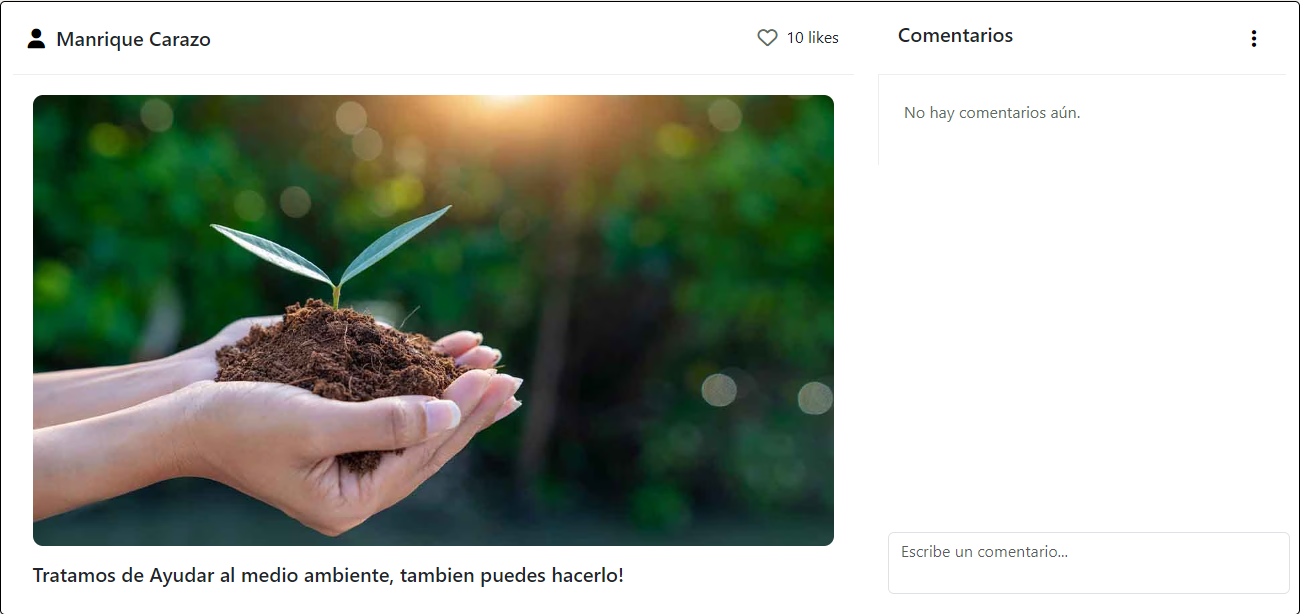 Manrique Carazo
10 likes
Comentarios
No hay comentarios aún.
Tratamos de Ayudar al medio ambiente, tambien puedes hacerlo!
Escribe un comentario...